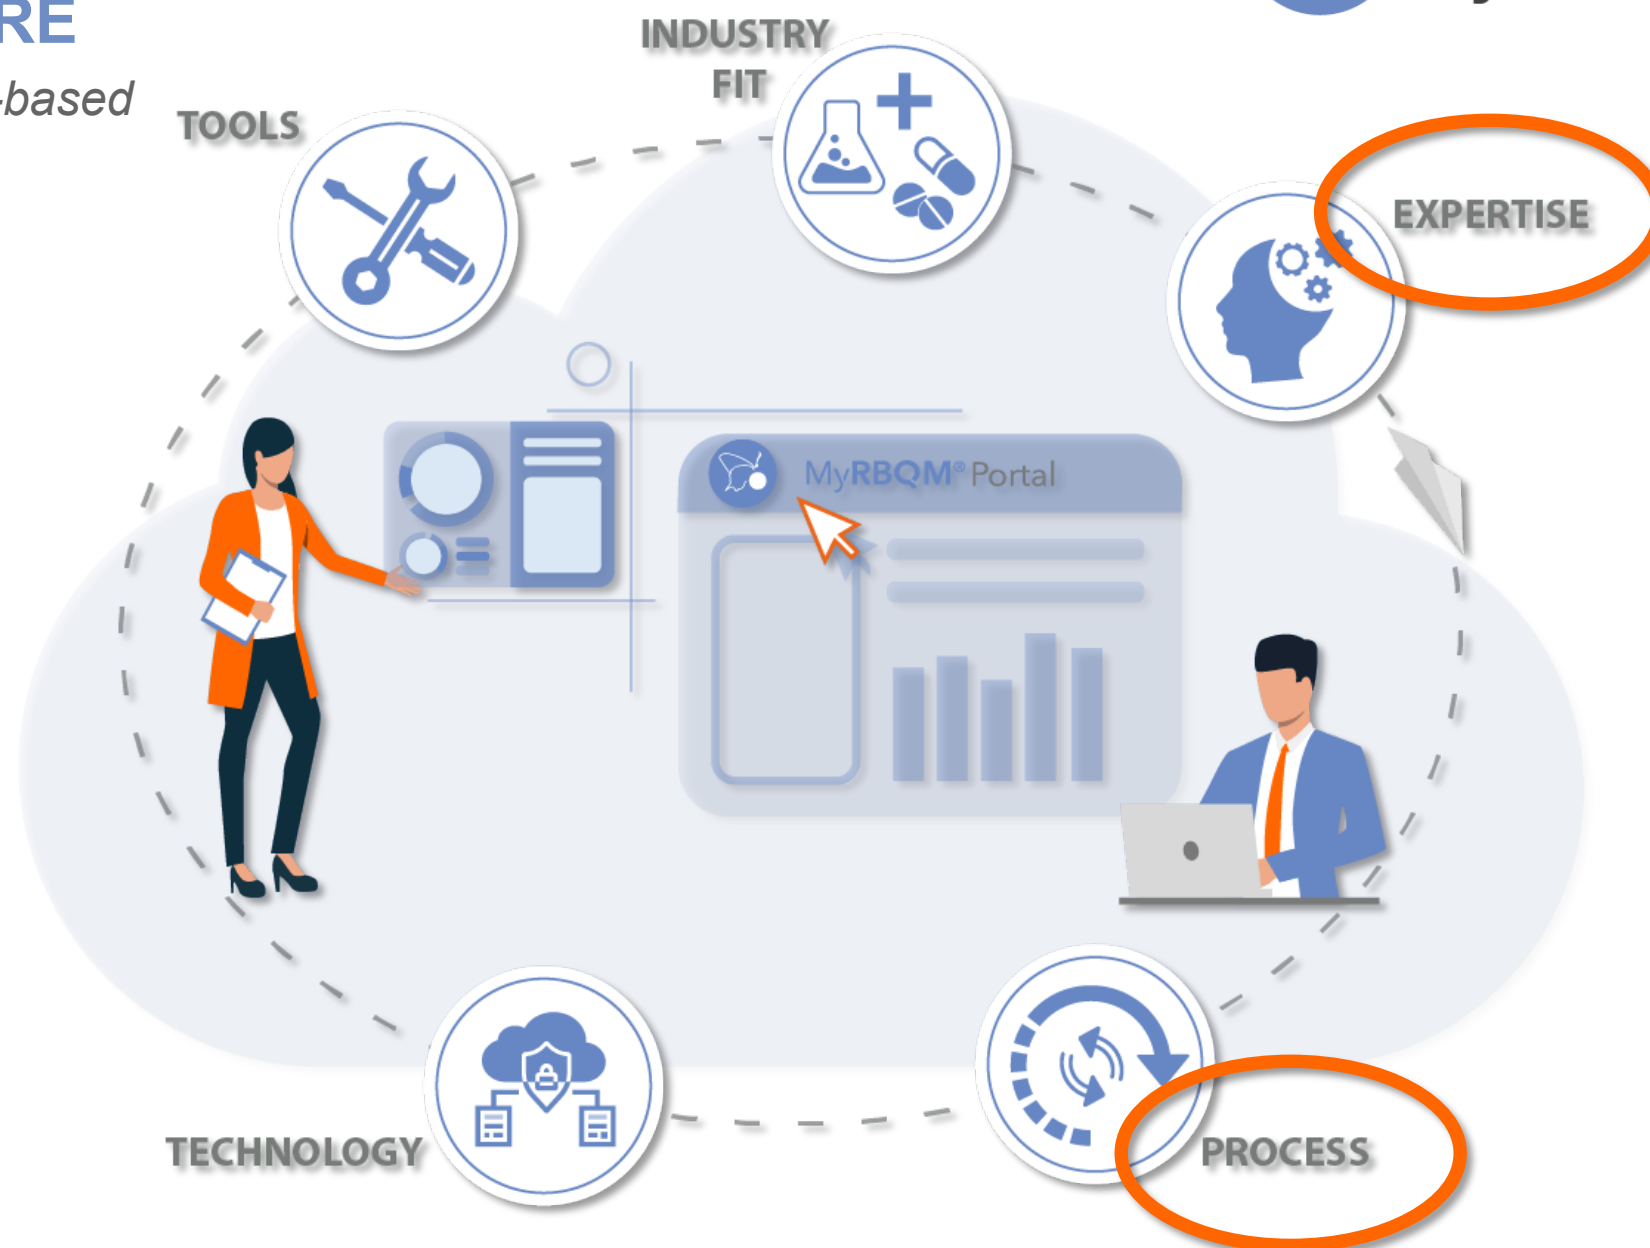 RE
-based
INDUSTRY
FIT
TOOLS
EXPERTISE
MyRBQM® Portal
TECHNOLOGY
PROCESS